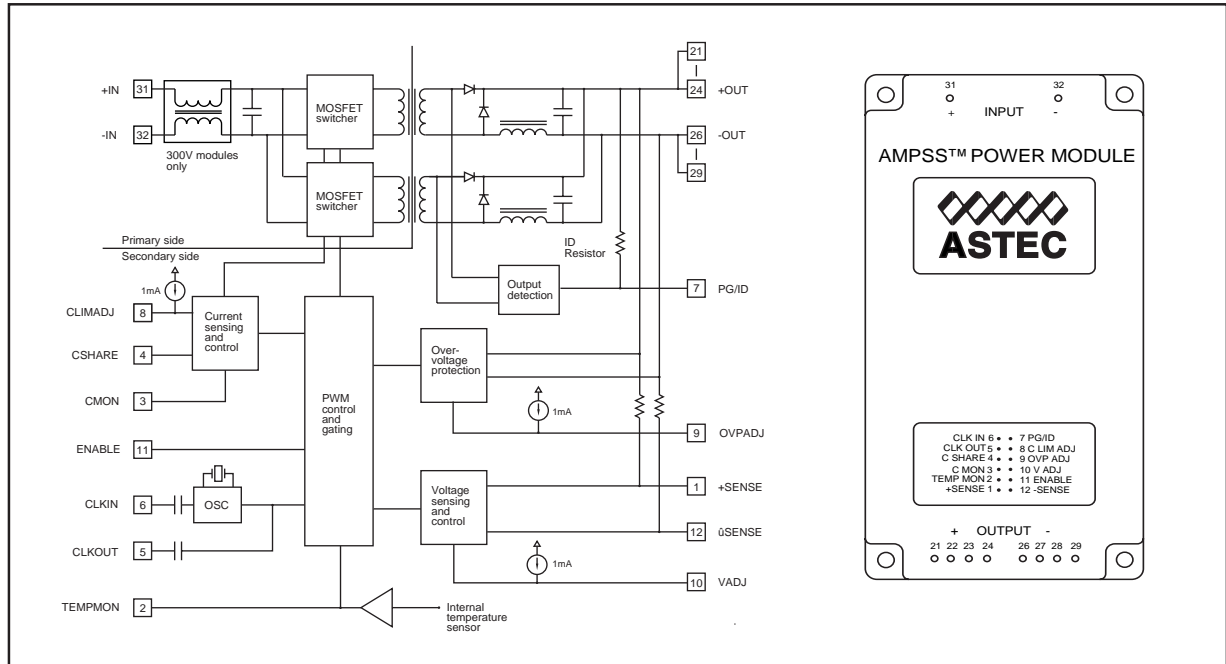 +IN
31
-IN
32
300V modules
only
MOSFET
switcher
MOSFET
switcher
21
24
+OUT
26
-OUT
29
Primary side
Secondary side
ID
Resistor
Output
detection
7
PG/ID
1mA
CLIMADJ
8
CSHARE
4
CMON
3
Current
sensing
and
control
ENABLE
11
CLKIN
6
OSC
CLKOUT
5
TEMPMON
2
PWM
control
and
gating
Over-
voltage
protection
1mA
9
OVPADJ
Voltage
sensing
and
control
1
+SENSE
12
ûSENSE
1mA
10
VADJ
Internal
temperature
sensor
31
32
+
INPUT
-
AMPSS™ POWER MODULE
ASTEC
CLK IN 6 • • 7 PG/ID
CLK OUT 5 • • 8 C LIM ADJ
C SHARE 4 • • 9 OVP ADJ
C MON 3 • • 10 V ADJ
TEMP MON 2 • • 11 ENABLE
+SENSE 1 • • 12 -SENSE
+ OUTPUT -
21 22 23 24 26 27 28 29